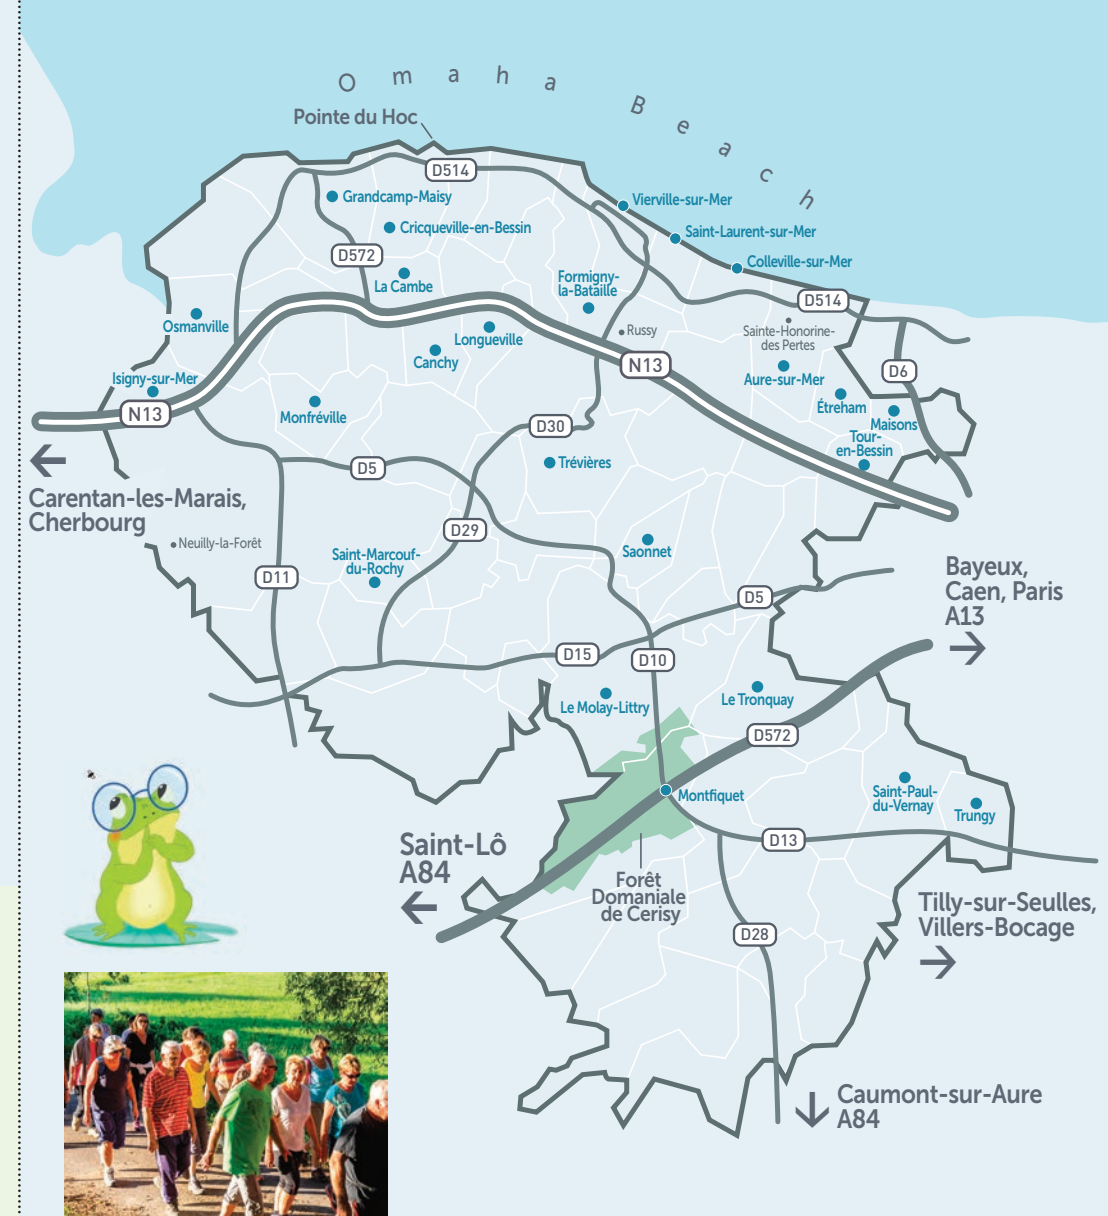 Omaha Beach
Pointe du Hoc
D514
Grandcamp-Maisy
Vierville-sur-Mer
Cricqueville-en-Bessin
Saint-Laurent-sur-Mer
D572
Colleville-sur-Mer
La Cambe
Formigny-
la-Bataille
D514
Osmanville
Longueville
Russy
Sainte-Honorine-
des Pertes
Canchy
N13
D6
Isigny-sur-Mer
Aure-sur-Mer
N13
Monfréville
Étreham
Maisons
D30
Tour-
en-Bessin
D5
Trévières
Carentan-les-Marais,
Cherbourg
D29
Neuilly-la-Forêt
Saint-Marcouf-
du-Rochy
Saonnet
D11
Bayeux,
Caen, Paris
A13
D5
D15
D10
Le Molay-Littry
Le Tronquay
D572
Montfiquet
Saint-Paul-
du-Vernay
Trungy
D13
Saint-Lô
A84
Forêt
Domaniale
de Cerisy
Tilly-sur-Seulles,
Villers-Bocage
D28
Caumont-sur-Aure
A84